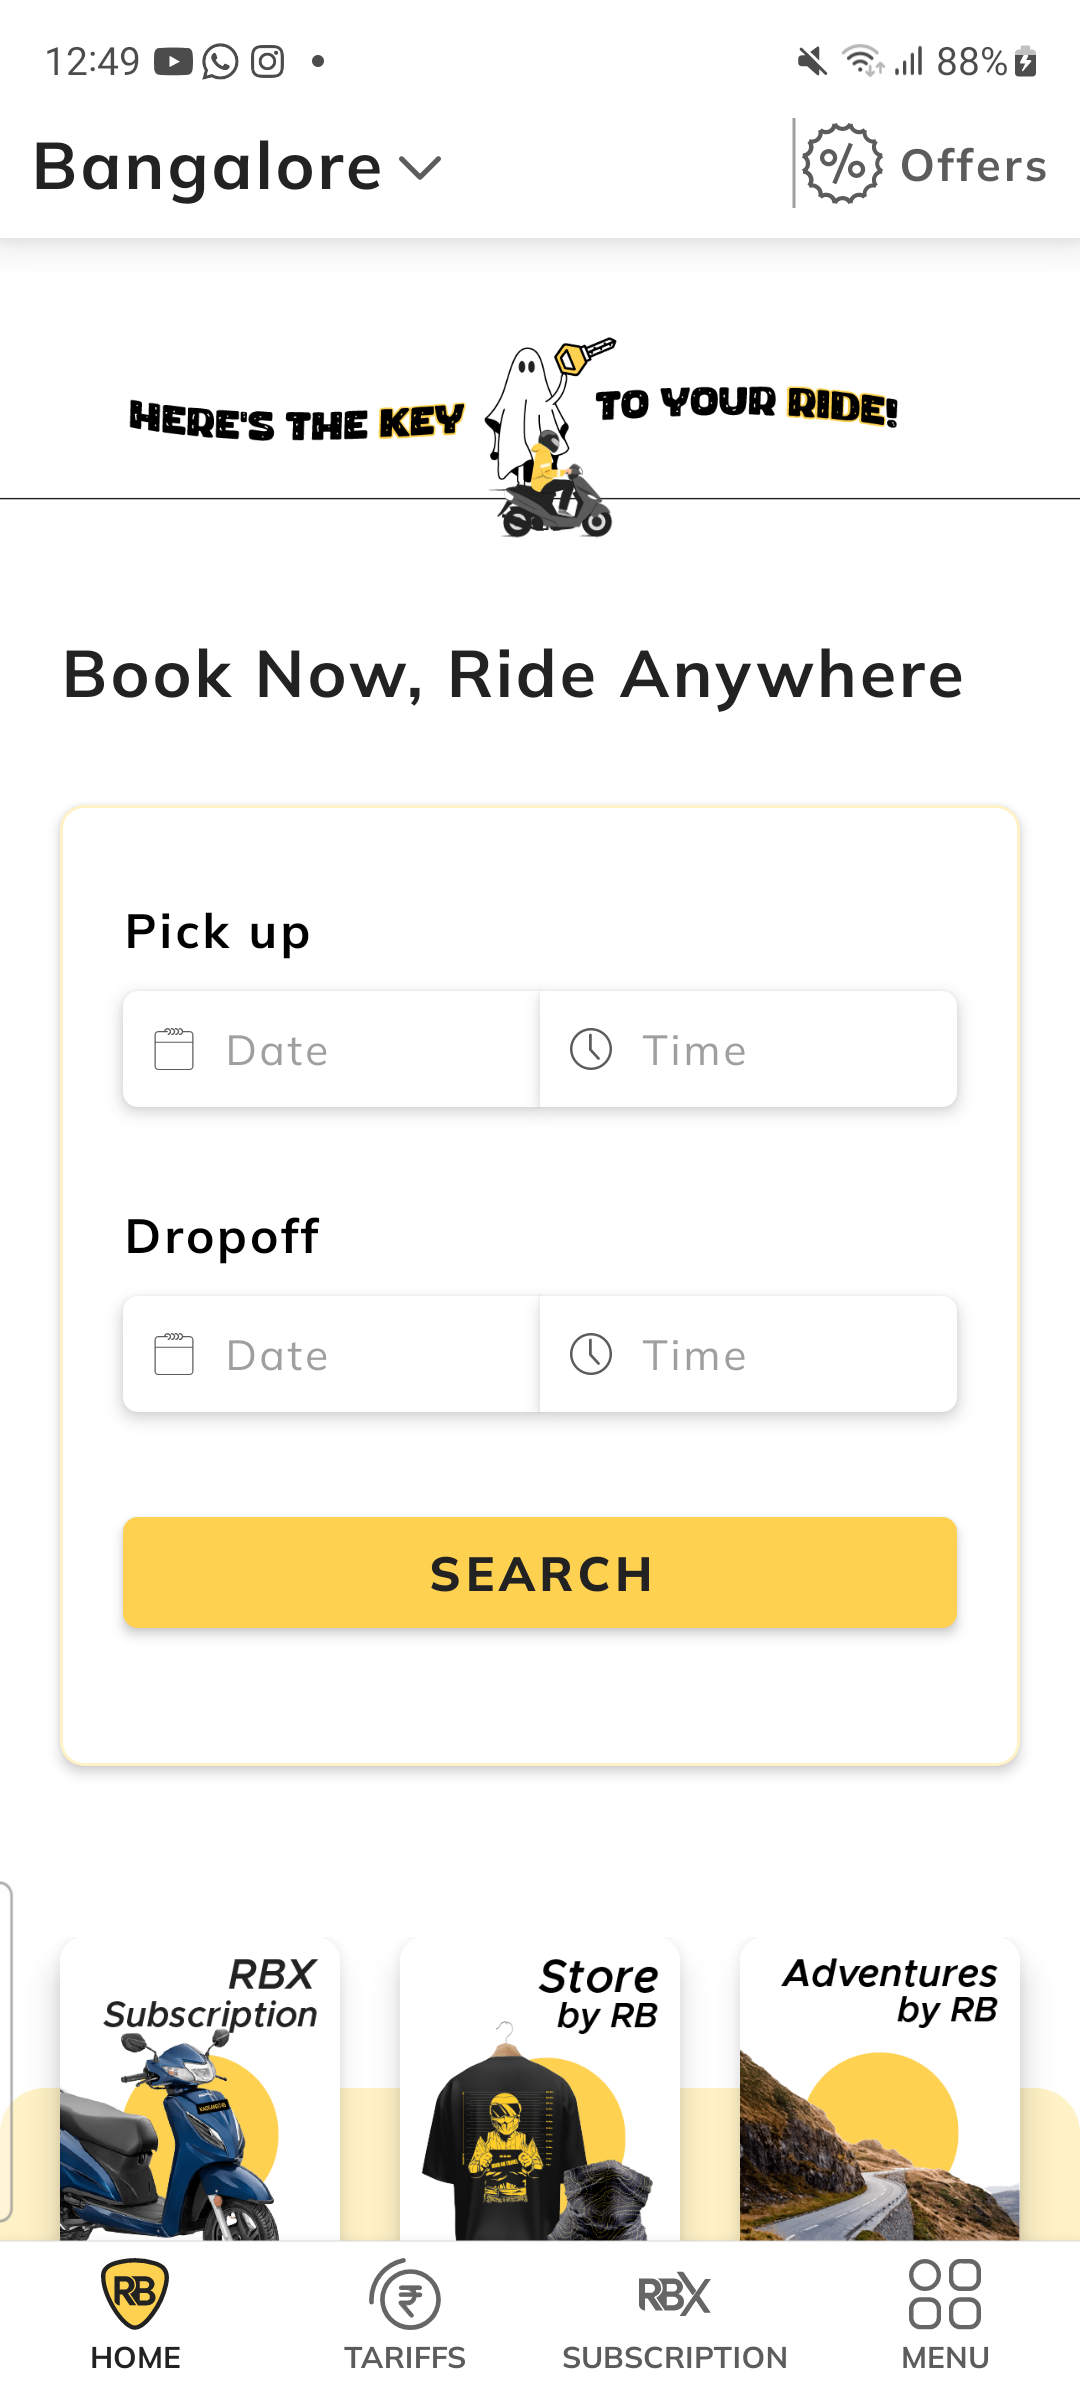 12:49 88%
Bangalore Offers
HERE'S THE KEY TO YOUR RIDE!
Book Now, Ride Anywhere
Pick up
Date Time
Dropoff
Date Time
SEARCH
RBX
Subscription
Store
by RB
Adventures
by RB
RB RBX
HOME TARIFFS SUBSCRIPTION MENU